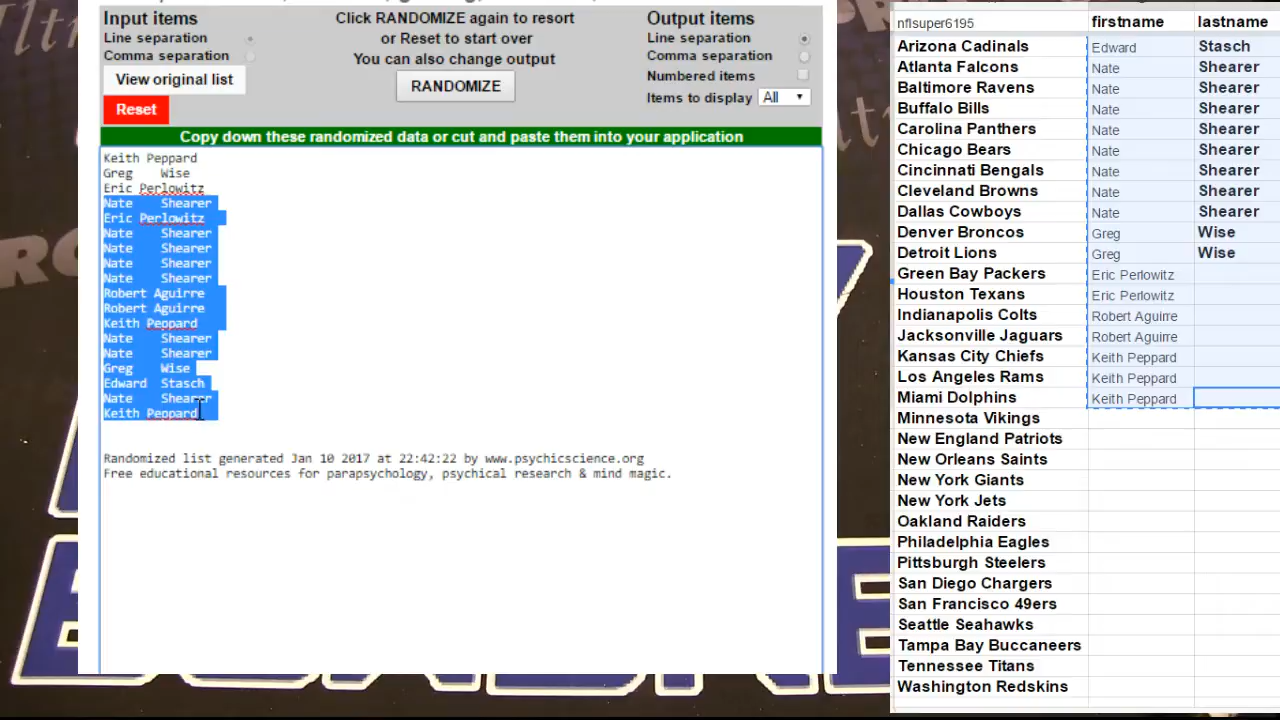 Input items
Line separation
Comma separation
View original list
Reset
Click RANDOMIZE again to resort
or Reset to start over
You can also change output
RANDOMIZE
Output items
Line separation
Comma separation
Numbered items
Items to display All
Copy down these randomized data or cut and paste them into your application
Keith Peppard
Greg Wise
Eric Perlowitz
Nate Shearer
Eric Perlowitz
Nate Shearer
Nate Shearer
Nate Shearer
Nate Shearer
Robert Aguirre
Robert Aguirre
Keith Peppard
Nate Shearer
Nate Shearer
Greg Wise
Edward Stasch
Nate Shearer
Keith Peppard
Randomized list generated Jan 10 2017 at 22:42:22 by www.psychicscience.org
Free educational resources for parapsychology, psychical research & mind magic.
nflsuper6195 firstname lastname
Arizona Cadinals Edward Stasch
Atlanta Falcons Nate Shearer
Baltimore Ravens Nate Shearer
Buffalo Bills Nate Shearer
Carolina Panthers Nate Shearer
Chicago Bears Nate Shearer
Cincinnati Bengals Nate Shearer
Cleveland Browns Nate Shearer
Dallas Cowboys Nate Shearer
Denver Broncos Greg Wise
Detroit Lions Greg Wise
Green Bay Packers Eric Perlowitz
Houston Texans Eric Perlowitz
Indianapolis Colts Robert Aguirre
Jacksonville Jaguars Robert Aguirre
Kansas City Chiefs Keith Peppard
Los Angeles Rams Keith Peppard
Miami Dolphins Keith Peppard
Minnesota Vikings
New England Patriots
New Orleans Saints
New York Giants
New York Jets
Oakland Raiders
Philadelphia Eagles
Pittsburgh Steelers
San Diego Chargers
San Francisco 49ers
Seattle Seahawks
Tampa Bay Buccaneers
Tennessee Titans
Washington Redskins